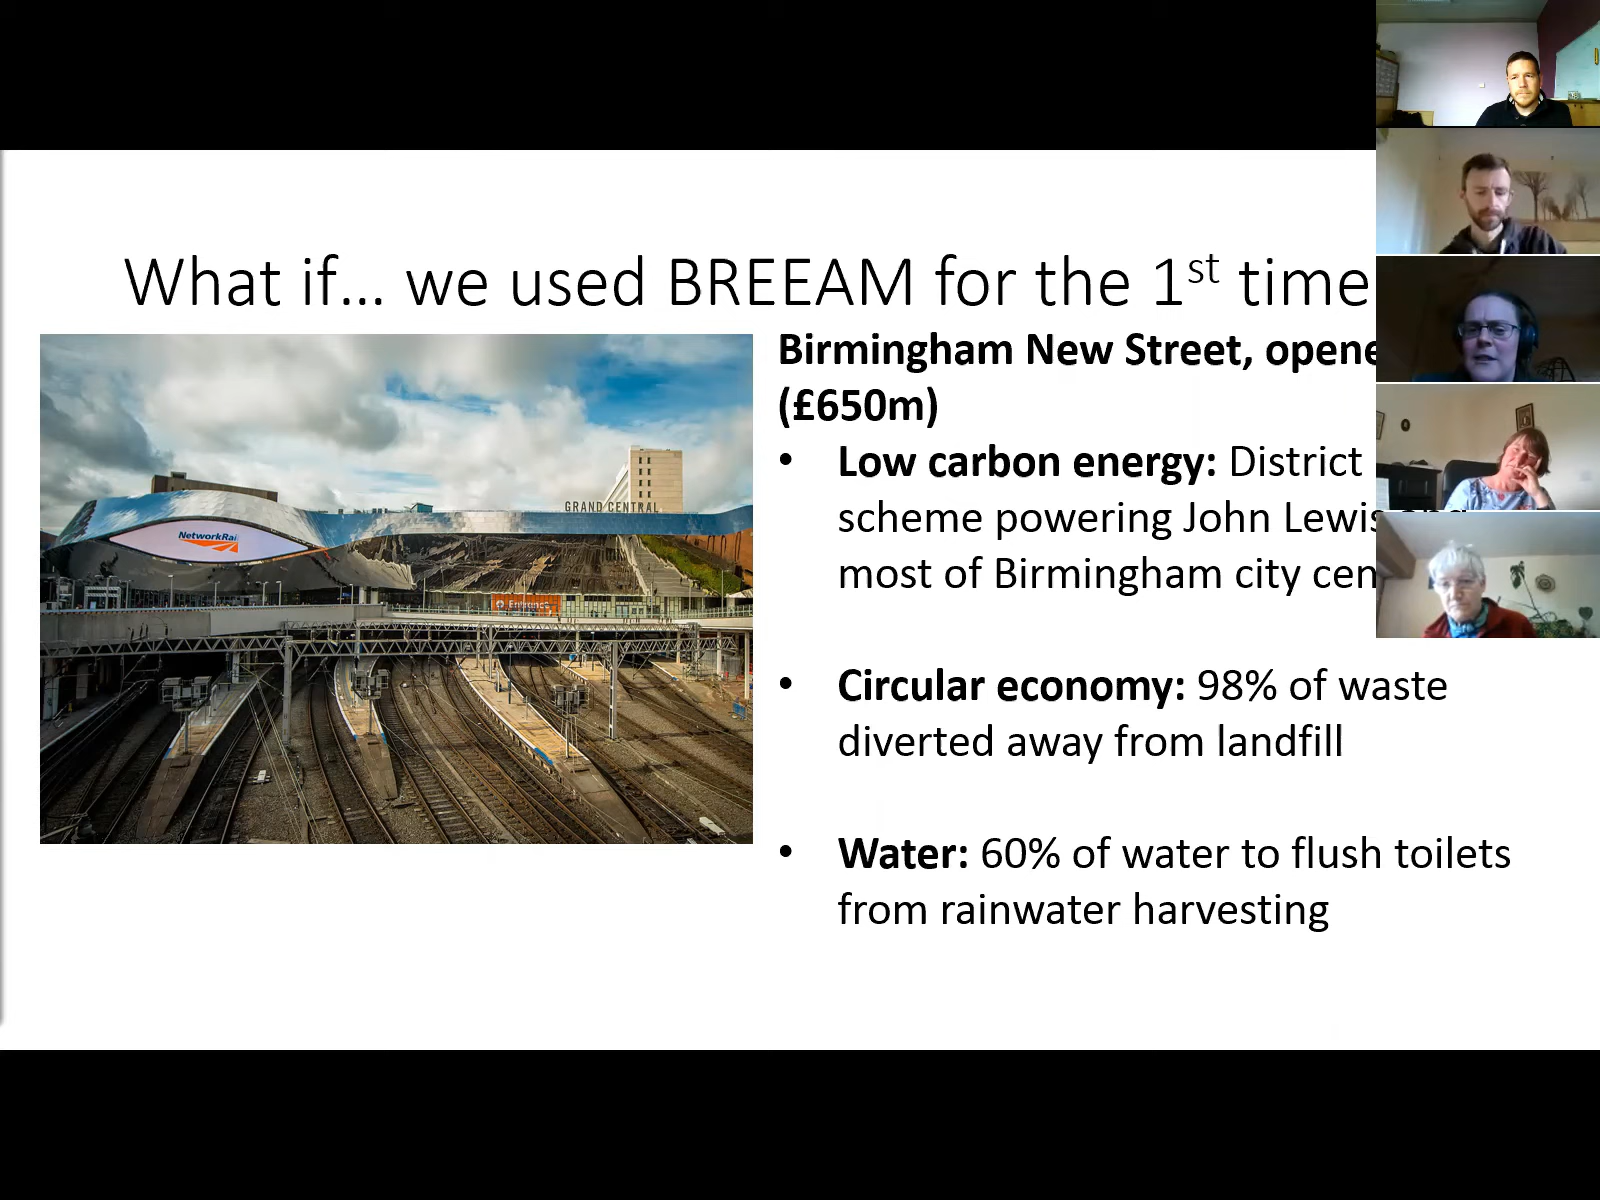 What if... we used BREEAM for the 1st time
Birmingham New Street, opene
(£650m)
• Low carbon energy: District
scheme powering John Lewis and
most of Birmingham city cen
• Circular economy: 98% of waste
diverted away from landfill
• Water: 60% of water to flush toilets
from rainwater harvesting
GRAND CENTRAL
NetworkRail
Entrance